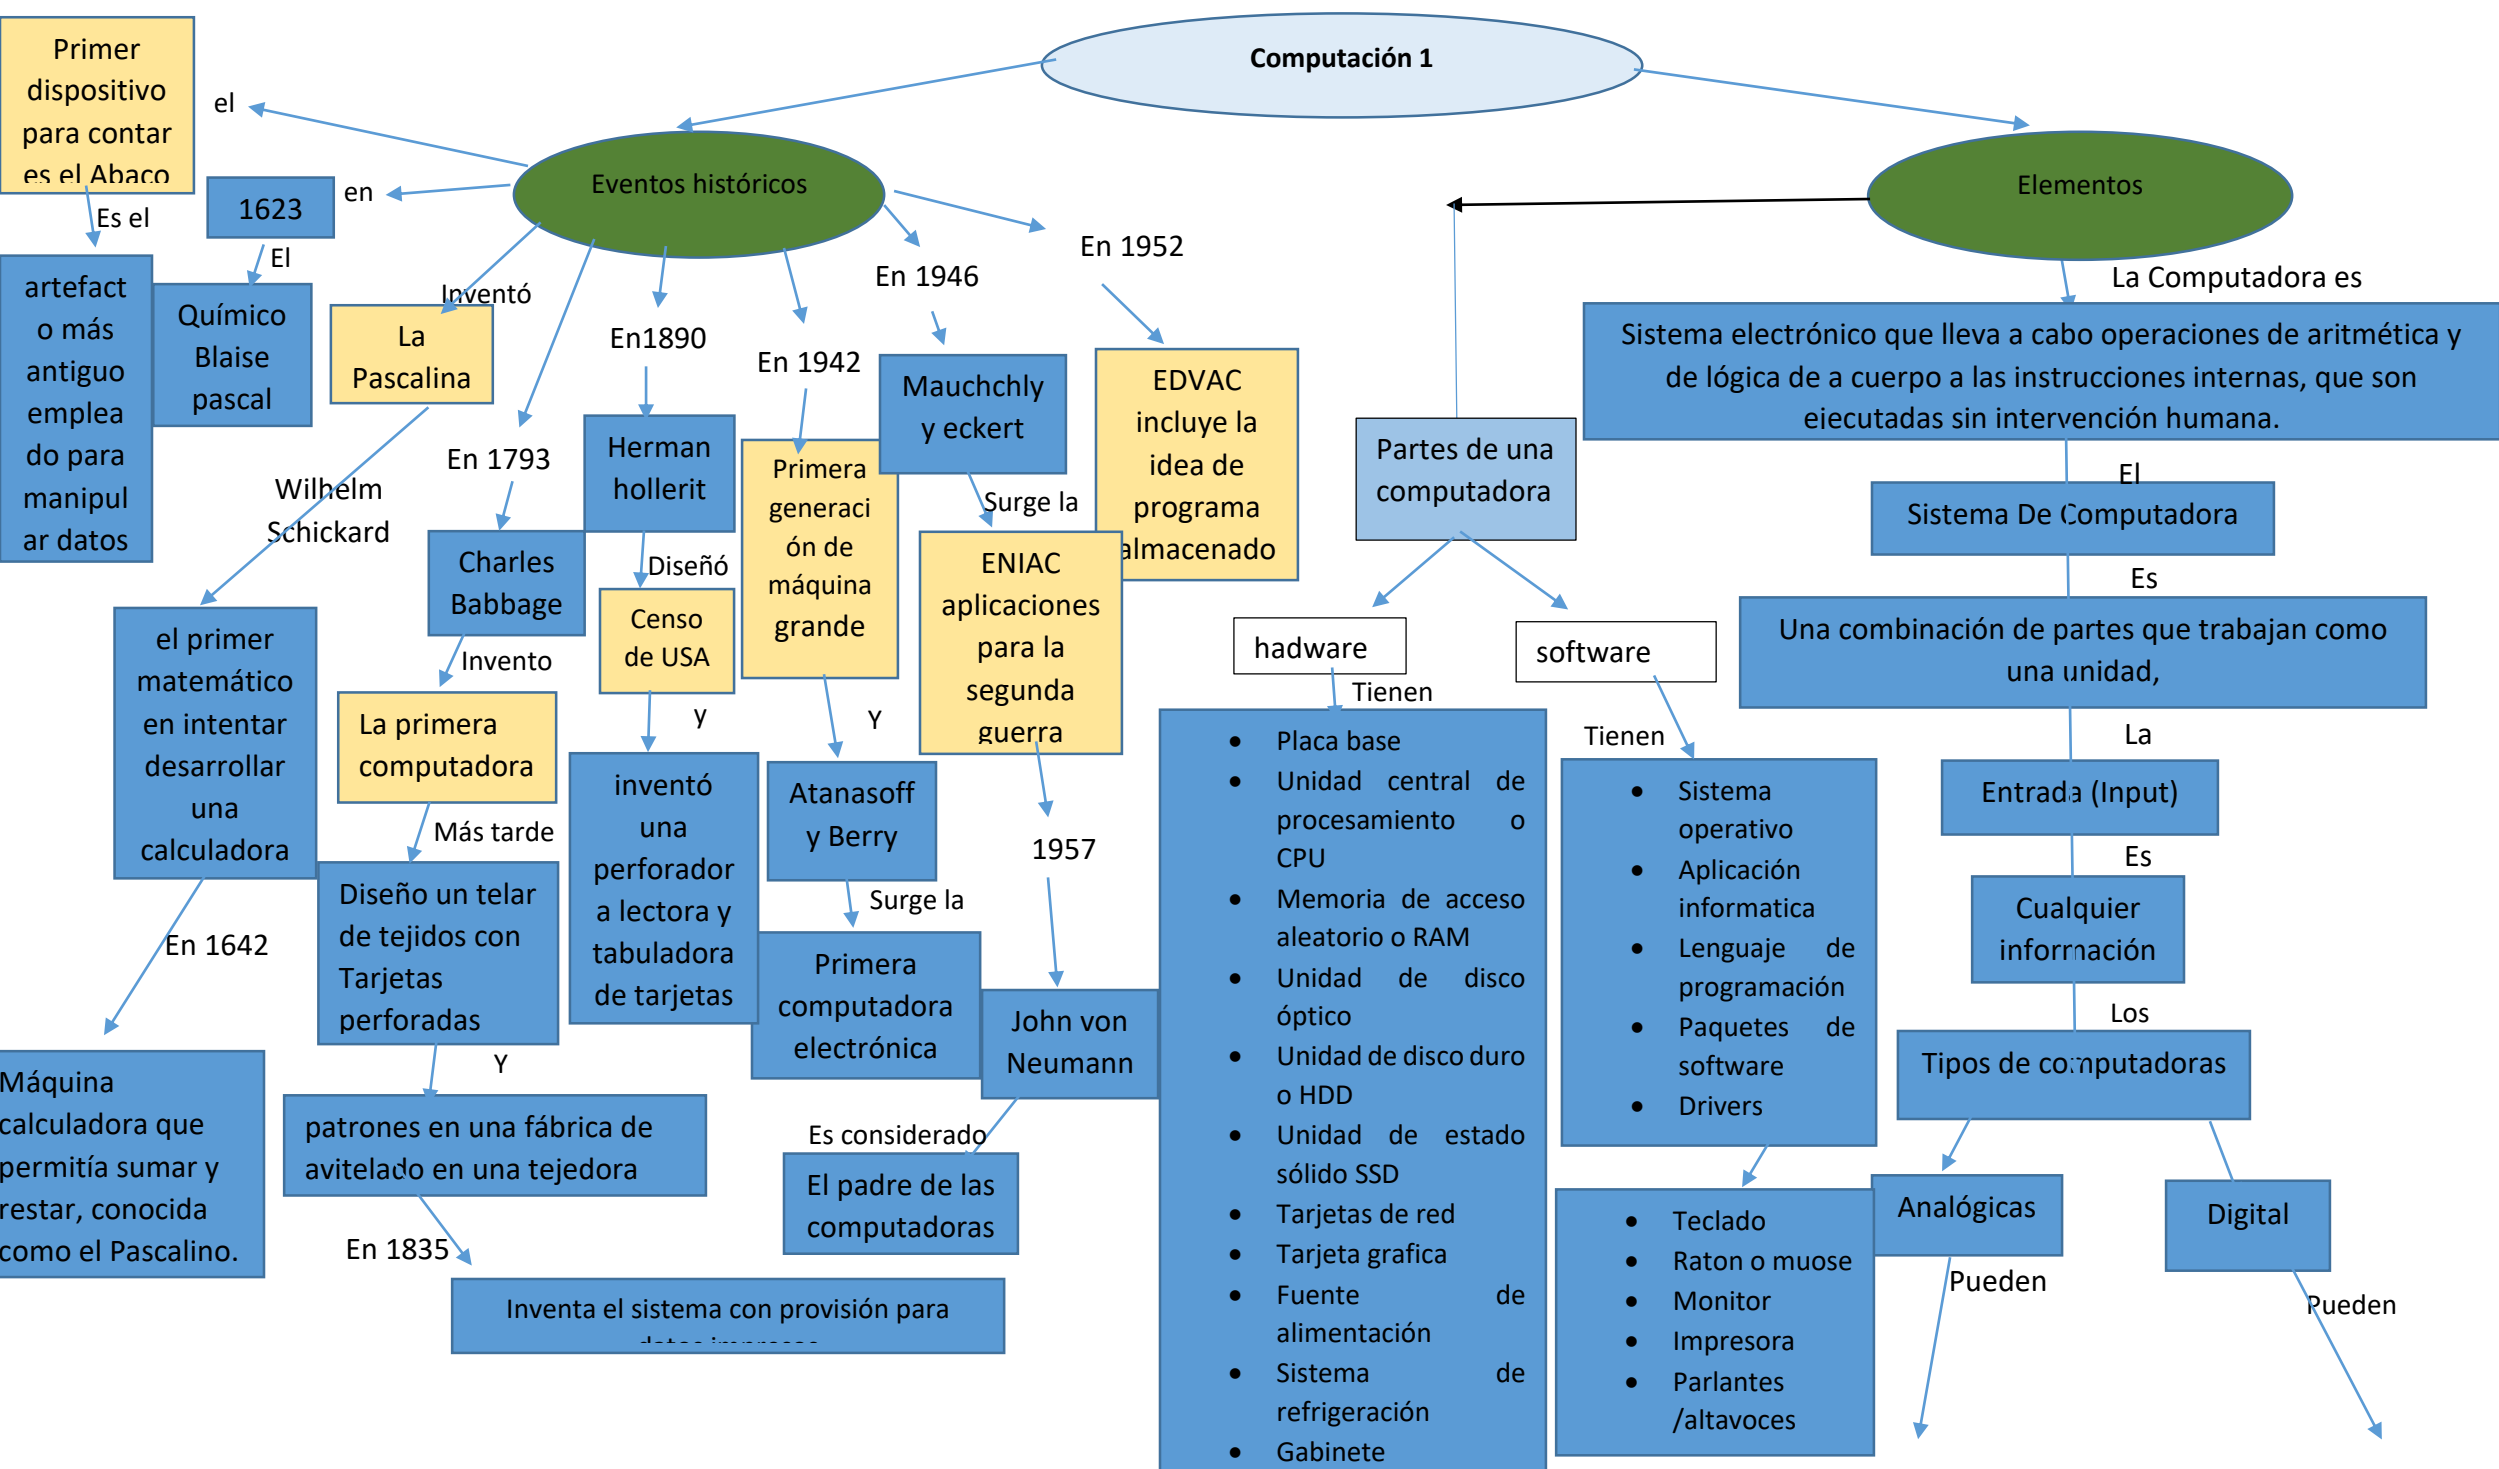 Computación 1
Primer
dispositivo
para contar
es el Abaco
el
Es el
artefact
o más
antiguo
emplea
do para
manipul
ar datos
Eventos históricos
en
1623
El
Químico
Blaise
pascal
Inventó
La
Pascalina
Wilhelm
Schickard
el primer
matemático
en intentar
desarrollar
una
calculadora
En 1642
Máquina
calculadora que
permitía sumar y
restar, conocida
como el Pascalino.
En 1793
Charles
Babbage
Invento
La primera
computadora
Más tarde
Diseño un telar
de tejidos con
Tarjetas
perforadas
Y
patrones en una fábrica de
avitelado en una tejedora
En 1835
Inventa el sistema con provisión para
En1890
Herman
hollerit
Diseñó
Censo
de USA
y
inventó
una
perforador
a lectora y
tabuladora
de tarjetas
En 1942
Primera
generaci
ón de
máquina
grande
Y
Atanasoff
y Berry
Surge la
Primera
computadora
electrónica
En 1946
Mauchchly
y eckert
Surge la
ENIAC
aplicaciones
para la
segunda
guerra
1957
John von
Neumann
Es considerado
El padre de las
computadoras
En 1952
EDVAC
incluye la
idea de
programa
almacenado
Elementos
Partes de una
computadora
hadware
Tienen
• Placa base
• Unidad central de
procesamiento o
CPU
• Memoria de acceso
aleatorio o RAM
• Unidad de disco
óptico
• Unidad de disco duro
o HDD
• Unidad de estado
sólido SSD
• Tarjetas de red
• Tarjeta grafica
• Fuente de
alimentación
• Sistema de
refrigeración
• Gabinete
software
Tienen
• Sistema
operativo
• Aplicación
informatica
• Lenguaje de
programación
• Paquetes de
software
• Drivers
• Teclado
• Raton o muose
• Monitor
• Impresora
• Parlantes
/altavoces
La Computadora es
Sistema electrónico que lleva a cabo operaciones de aritmética y
de lógica de a cuerpo a las instrucciones internas, que son
ejecutadas sin intervención humana.
El
Sistema De Computadora
Es
Una combinación de partes que trabajan como
una unidad,
La
Entrada (Input)
Es
Cualquier
información
Los
Tipos de computadoras
Analógicas
Pueden
Digital
Pueden